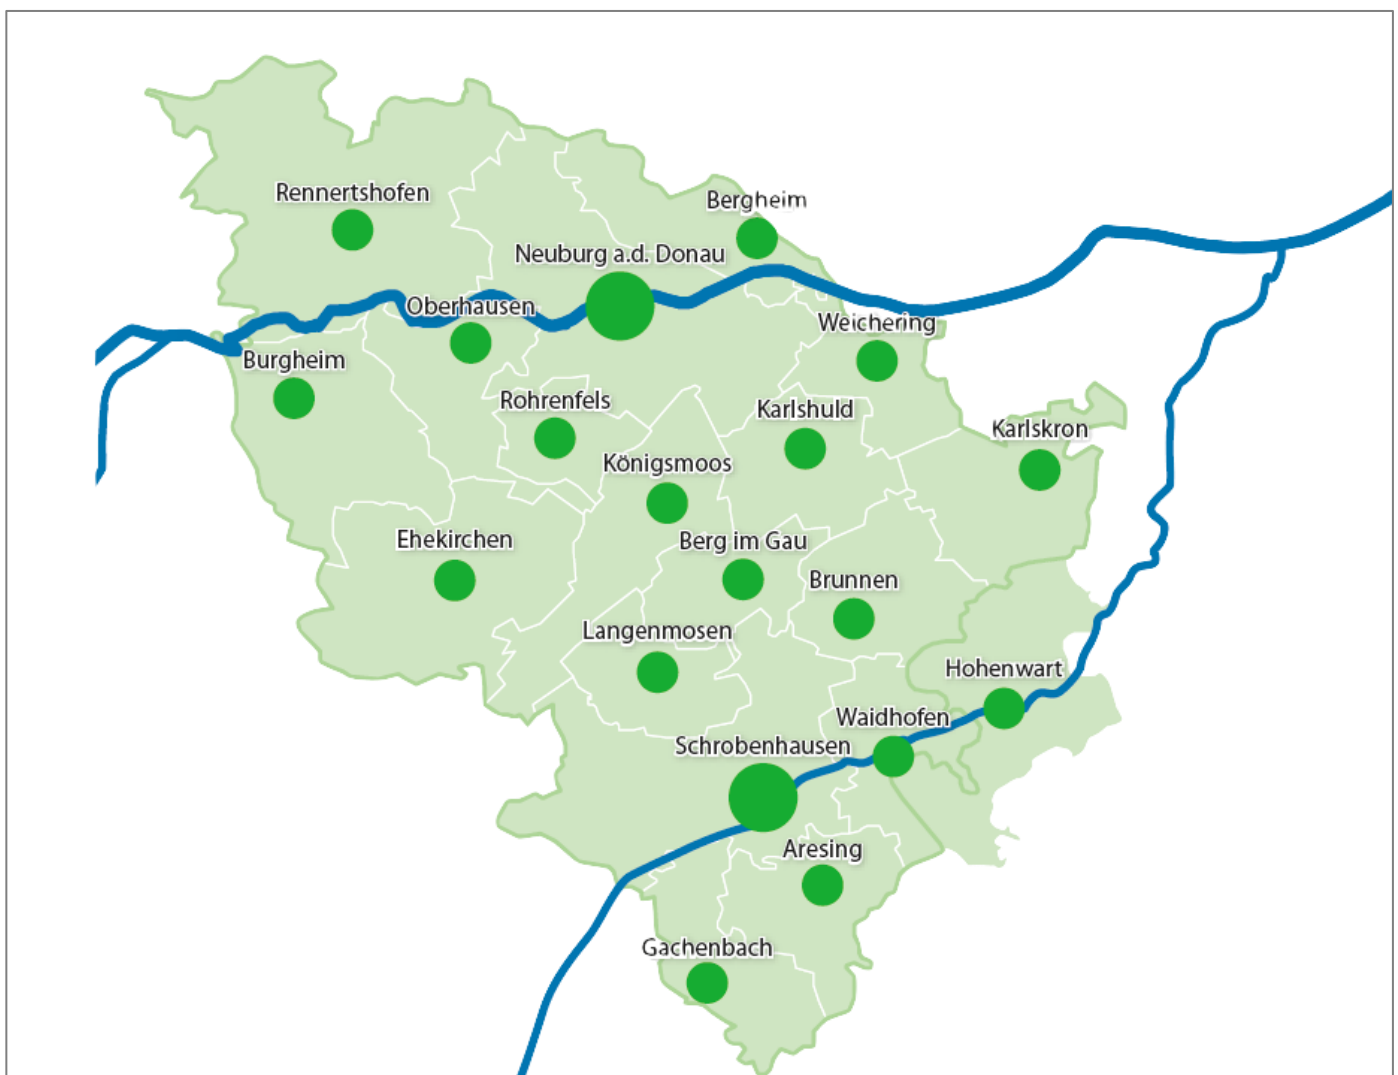 Rennertshofen
Bergheim
Neuburg a.d. Donau
Oberhausen
Weichering
Burgheim
Rohrenfels
Karlshuld
Karlskron
Königsmoos
Ehekirchen
Berg im Gau
Brunnen
Langenmosen
Hohenwart
Waidhofen
Schrobenhausen
Aresing
Gachenbach